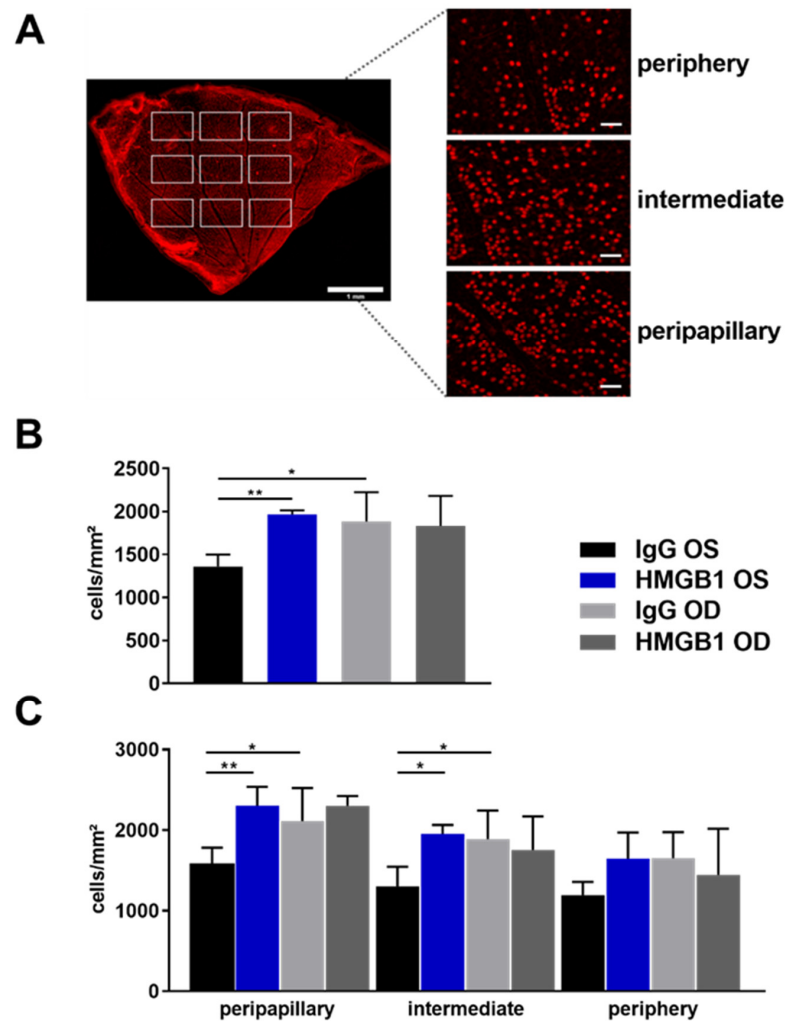 A
periphery
intermediate
peripapillary
1 mm
B
2500
2000
1500
1000
500
0
cells/mm²
*
**
IgG OS
HMGB1 OS
IgG OD
HMGB1 OD
C
3000
2000
1000
0
cells/mm²
*
**
*
*
peripapillary
intermediate
periphery